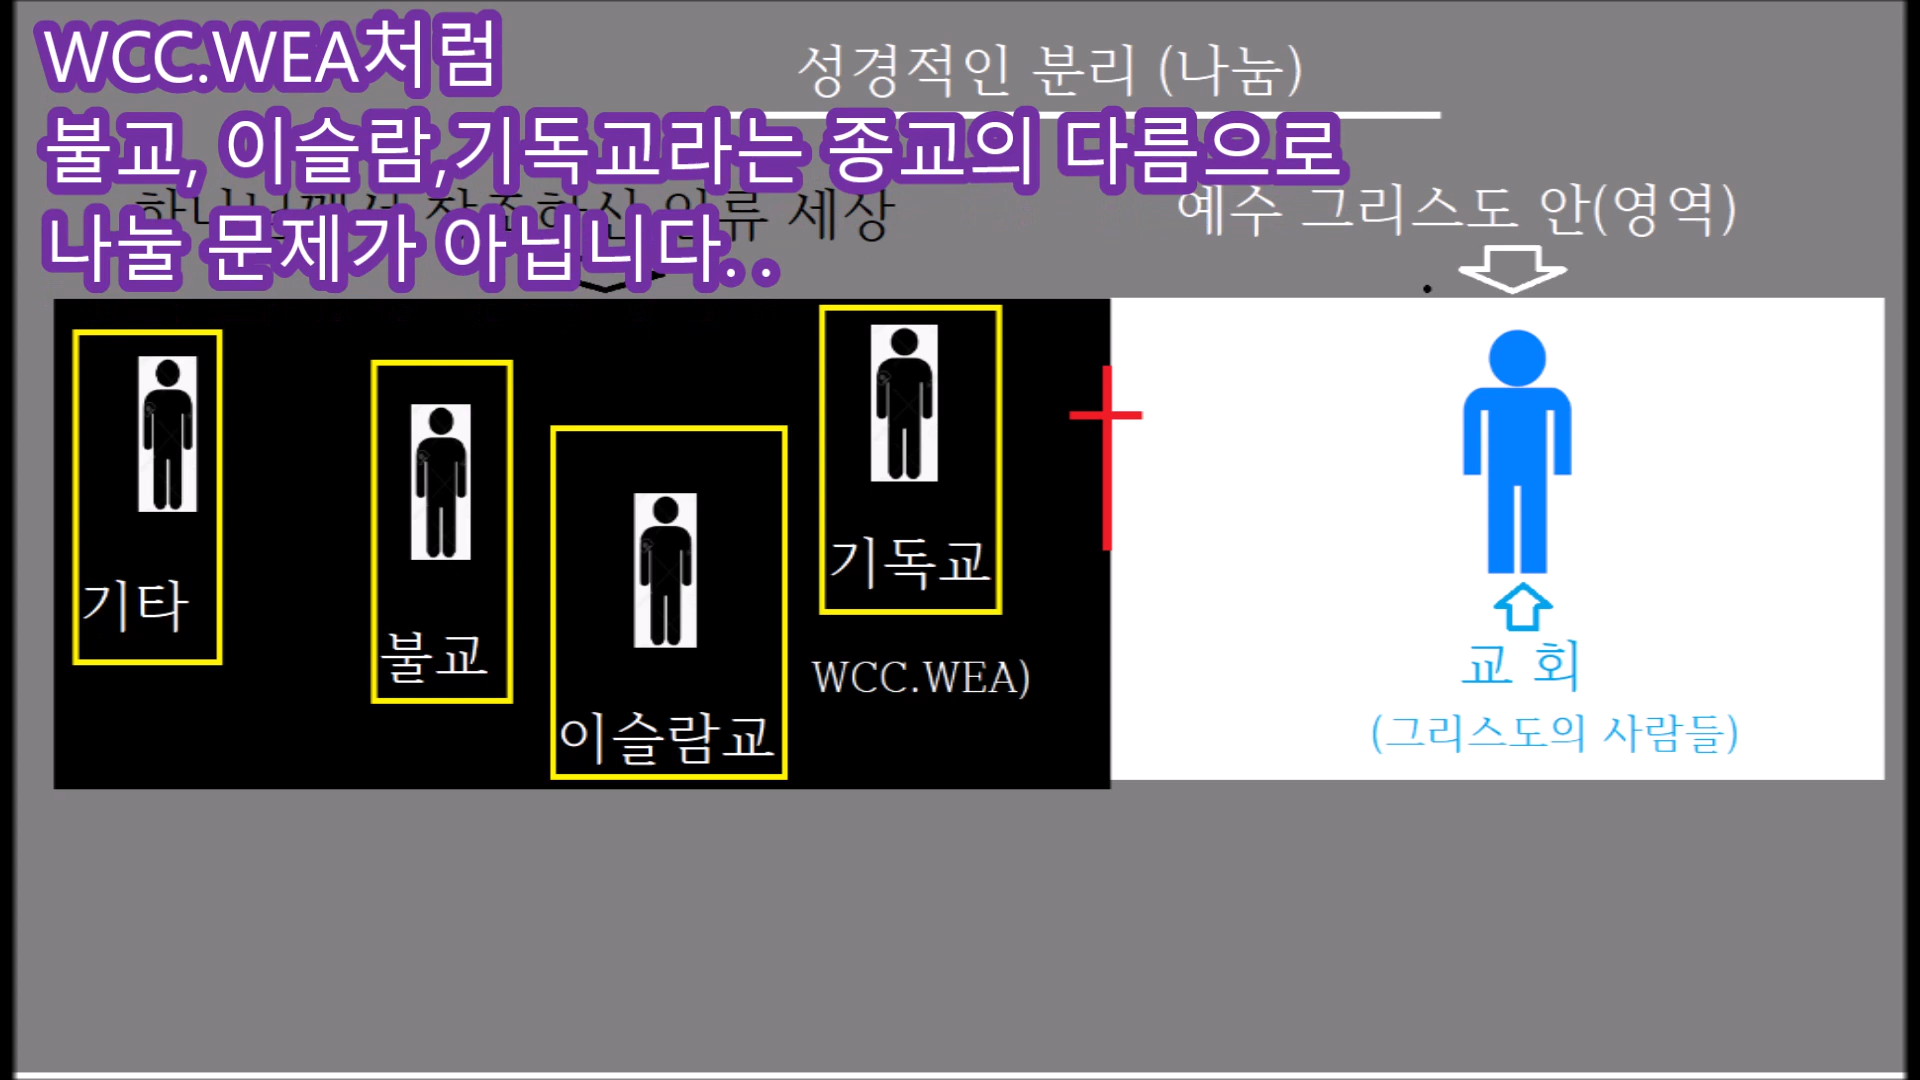 WCC.WEA처럼
성경적인 분리 (나눔)
불교, 이슬람,기독교라는 종교의 다름으로
세상
예수 그리스도 안(영역)
나눌 문제가 아닙니다..
기타
불교
이슬람교
기독교
WCC.WEA)
교 회
(그리스도의 사람들)